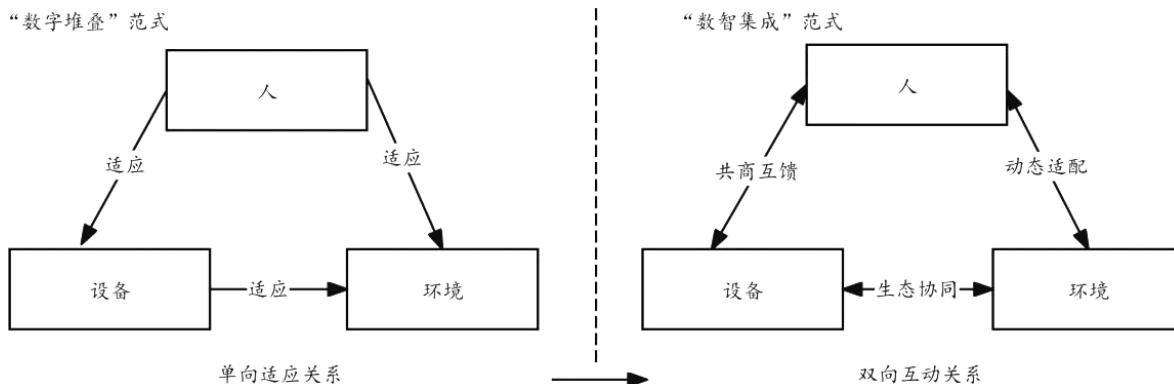 “数字堆叠”范式
人
适应
适应
设备
适应
环境
单向适应关系
“数智集成”范式
人
共商互馈
动态适配
设备
生态协同
环境
双向互动关系